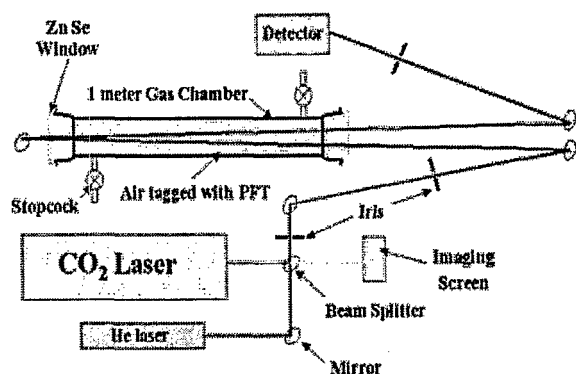 Zn Se
Window
Detector
1 meter Gas Chamber
Air tagged with PFT
Stopcock
Iris
CO2 Laser
Imaging
Screen
Beam Splitter
He laser
Mirror